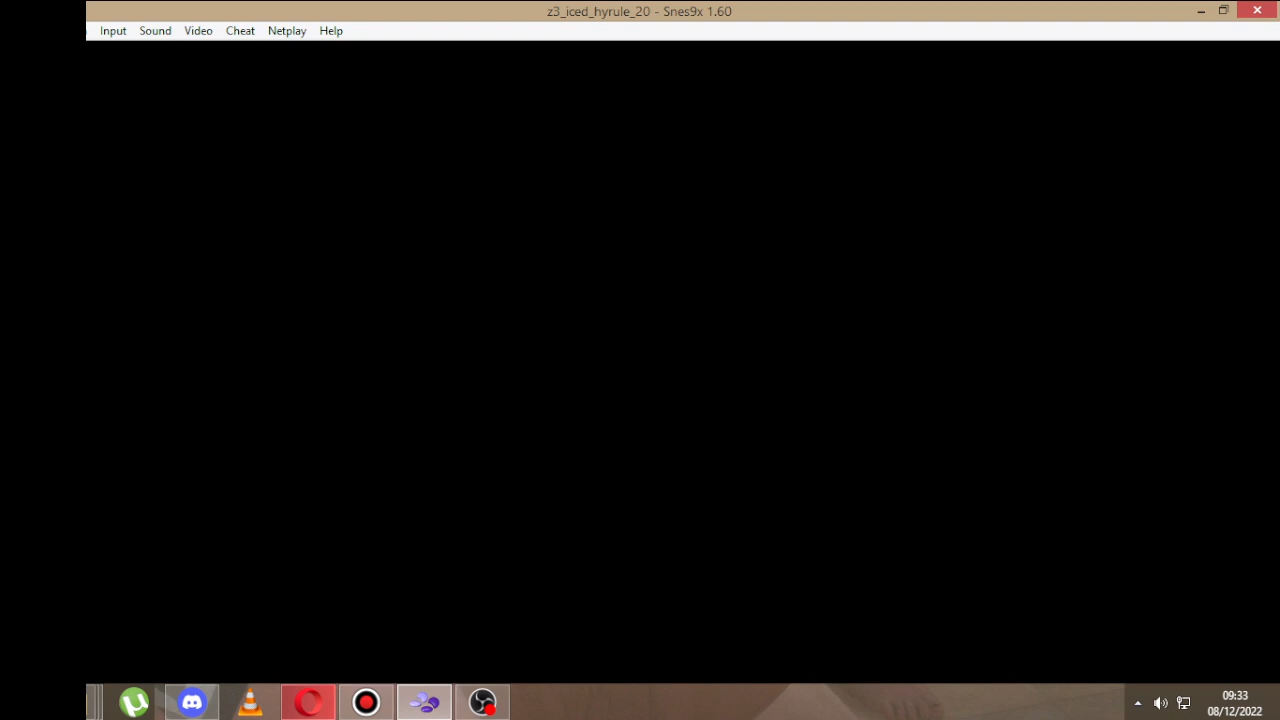 z3_iced_hyrule_20 - Snes9x 1.60
Input Sound Video Cheat Netplay Help
09:33
08/12/2022